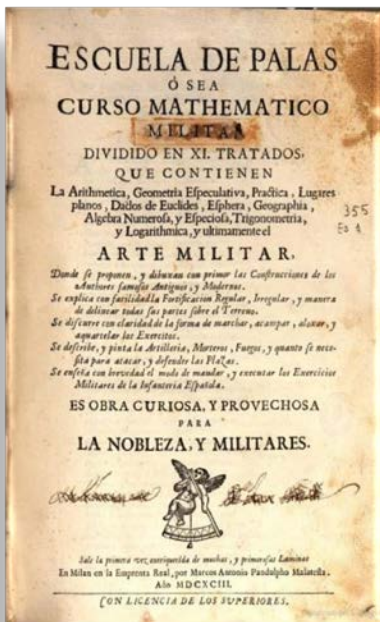 ESCUELA DE PALAS
Ó SEA
CURSO MATHEMATICO
MILITAR
DIVIDIDO EN XI. TRATADOS,
QUE CONTIENEN
La Arithmetica, Geometria Especulativa, Practica, Lugares
planos, Dados de Euclides, Esphera, Geographia,
Algebra Numerosa, y Especiosa, Trigonometria,
y Logarithmica, y ultimamente el
355
ARTE MILITAR,
Donde se proponen, y dibuxan con primor las Construcciones de los
Authores famosos Antiguos, y Modernos.
Se explica con facilidad la Fortificacion Regular, Irregular, y manera
de delinear todas sus partes sobre el Terreno.
Se discurre con claridad de la forma de marchar, acampar, aloxar, y
aquartelar los Exercitos.
Se describe, y pinta la Artilleria, Morteros, Fuegos, y quanto se neces-
sita para atacar, y defender las Plazas.
Se enseña con brevedad el modo de mandar, y executar los Exercicios
Militares de la Infanteria Española.
ES OBRA CURIOSA, Y PROVECHOSA
PARA
LA NOBLEZA, Y MILITARES.
Sale la primera vez enriquecida de muchas, y primorosas Laminas
En Milan en la Emprenta Real, por Marcos Antonio Pandulpho Malatesta.
Año MDCXCIII.
CON LICENCIA DE LOS SUPERIORES.